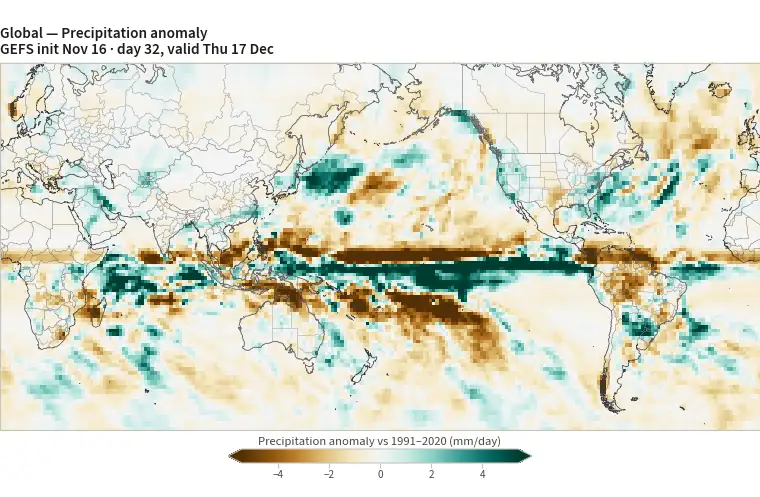 Global — Precipitation anomaly
GEFS init Nov 16 · day 32, valid Thu 17 Dec
Precipitation anomaly vs 1991–2020 (mm/day)
−4 −2 0 2 4